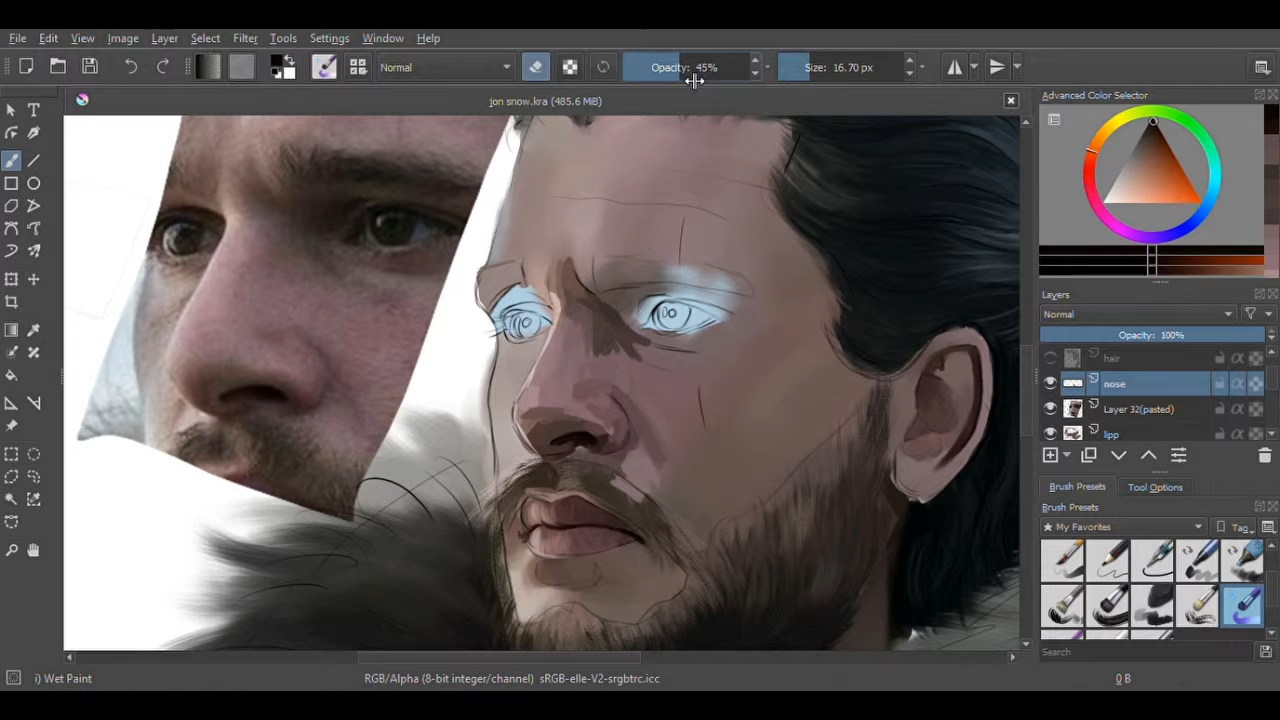 File Edit View Image Layer Select Filter Tools Settings Window Help
Normal Opacity: 45% Size: 16.70 px
jon snow.kra (485.6 MiB)
Advanced Color Selector
Layers
Normal
Opacity: 100%
hair
nose
Layer 32(pasted)
lipp
Brush Presets Tool Options
Brush Presets
★ My Favorites Tag
Search
i) Wet Paint RGB/Alpha (8-bit integer/channel) sRGB-elle-V2-srgbtrc.icc 0 B